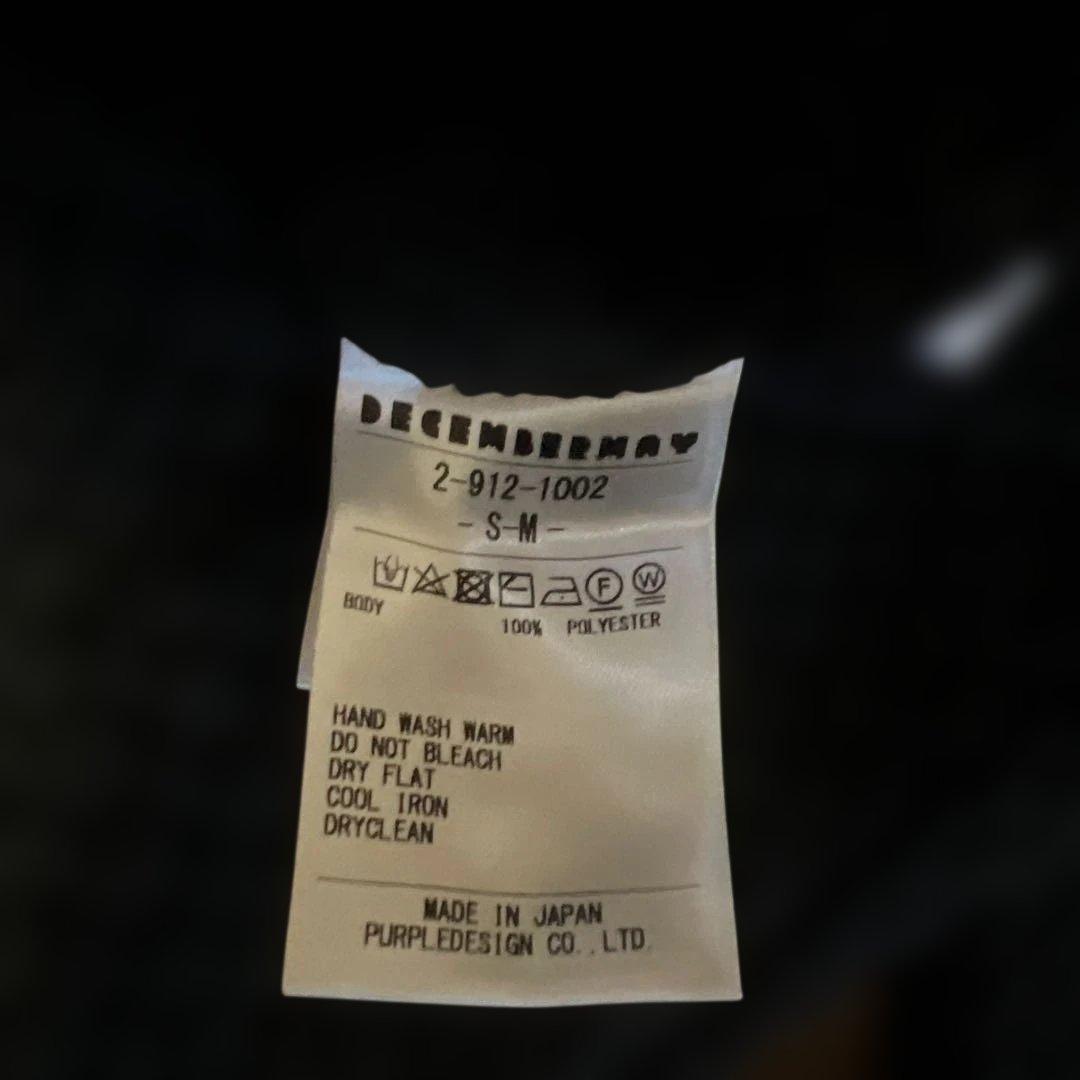 DECEMBERMAY
2-912-1002
- S-M -
F W
BODY
100% POLYESTER
HAND WASH WARM
DO NOT BLEACH
DRY FLAT
COOL IRON
DRYCLEAN
MADE IN JAPAN
PURPLEDESIGN CO.,LTD.